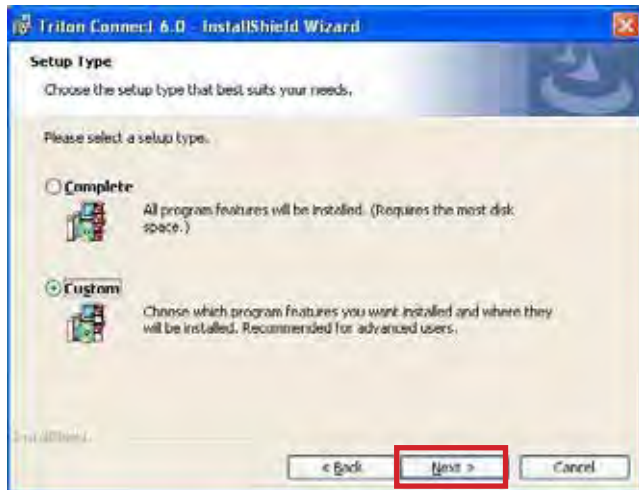 Triton Connect 6.0 - InstallShield Wizard
Setup Type
Choose the setup type that best suits your needs.
Please select a setup type.
Complete
All program features will be installed. (Requires the most disk
space.)
Custom
Choose which program features you want installed and where they
will be installed. Recommended for advanced users.
InstallShield
< Back
Next >
Cancel